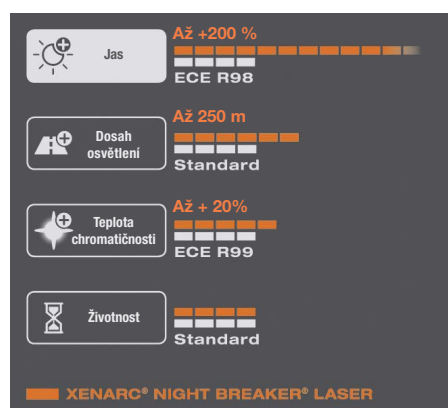 Až +200 %
Jas
ECE R98
Až 250 m
Dosah
osvětlení
Standard
Až + 20%
Teplota
chromatičnosti
ECE R99
Životnost
Standard
XENARC® NIGHT BREAKER® LASER